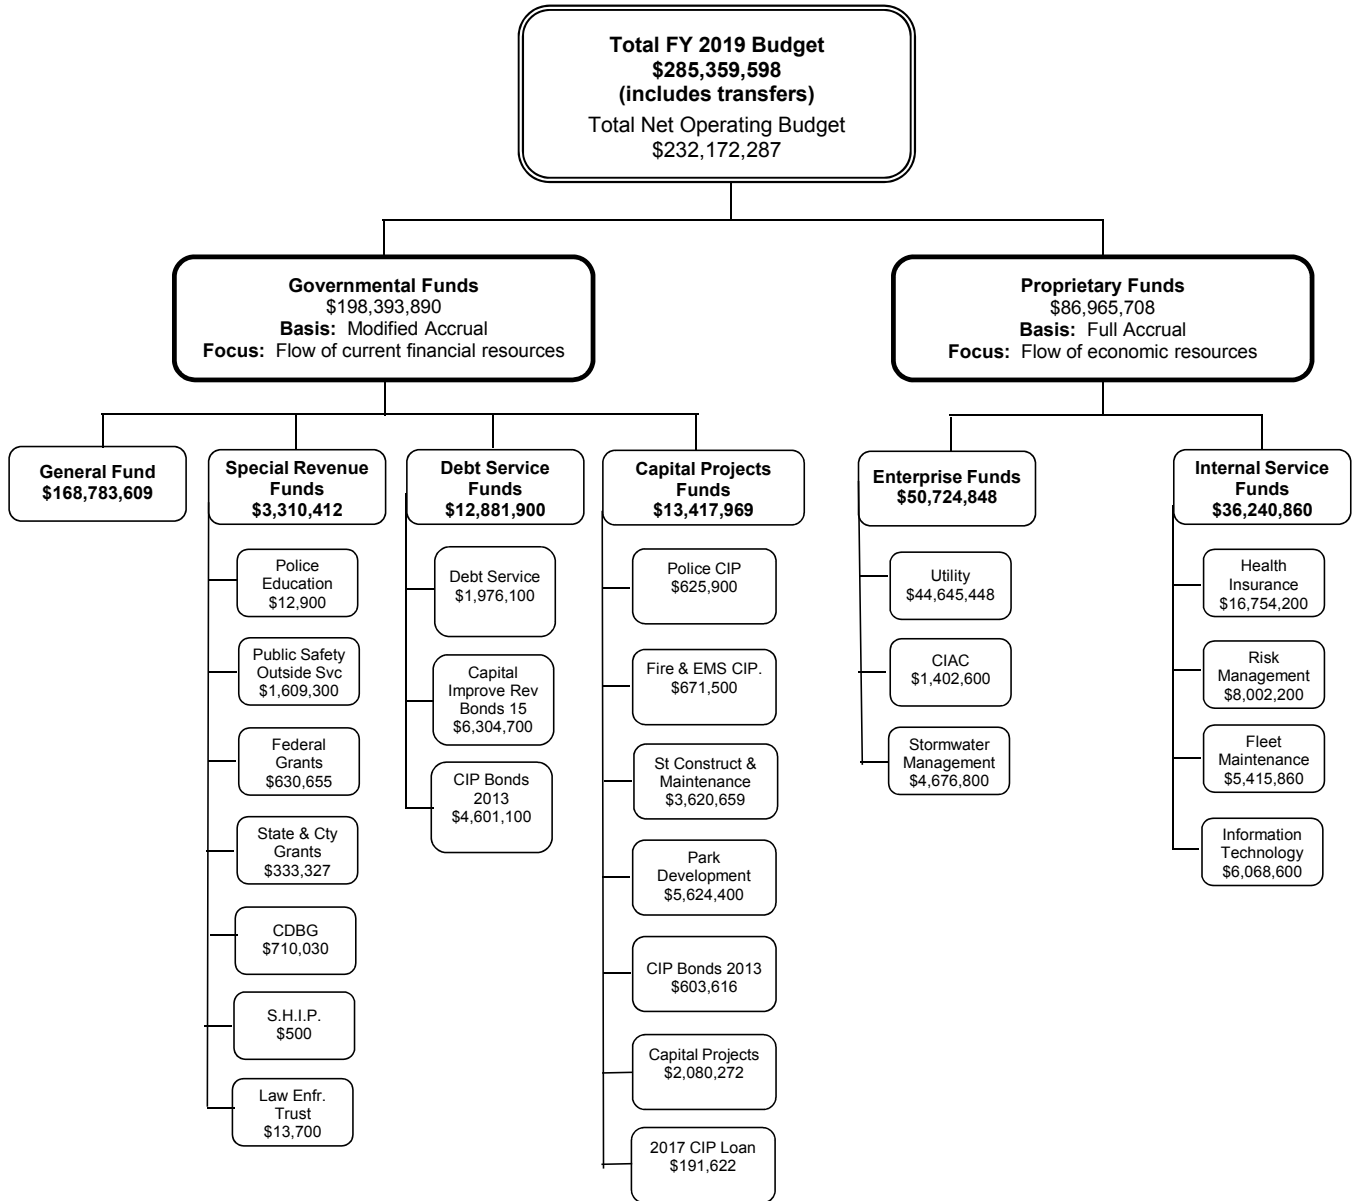 Total FY 2019 Budget
$285,359,598
(includes transfers)
Total Net Operating Budget
$232,172,287
Governmental Funds
$198,393,890
Basis: Modified Accrual
Focus: Flow of current financial resources
Proprietary Funds
$86,965,708
Basis: Full Accrual
Focus: Flow of economic resources
General Fund
$168,783,609
Special Revenue
Funds
$3,310,412
Police
Education
$12,900
Public Safety
Outside Svc
$1,609,300
Federal
Grants
$630,655
State & Cty
Grants
$333,327
CDBG
$710,030
S.H.I.P.
$500
Law Enfr.
Trust
$13,700
Debt Service
Funds
$12,881,900
Debt Service
$1,976,100
Capital
Improve Rev
Bonds 15
$6,304,700
CIP Bonds
2013
$4,601,100
Capital Projects
Funds
$13,417,969
Police CIP
$625,900
Fire & EMS CIP.
$671,500
St Construct &
Maintenance
$3,620,659
Park
Development
$5,624,400
CIP Bonds 2013
$603,616
Capital Projects
$2,080,272
2017 CIP Loan
$191,622
Enterprise Funds
$50,724,848
Utility
$44,645,448
CIAC
$1,402,600
Stormwater
Management
$4,676,800
Internal Service
Funds
$36,240,860
Health
Insurance
$16,754,200
Risk
Management
$8,002,200
Fleet
Maintenance
$5,415,860
Information
Technology
$6,068,600